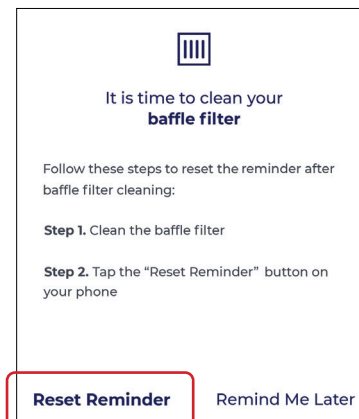 It is time to clean your
baffle filter
Follow these steps to reset the reminder after
baffle filter cleaning:
Step 1. Clean the baffle filter
Step 2. Tap the “Reset Reminder” button on
your phone
Reset Reminder Remind Me Later